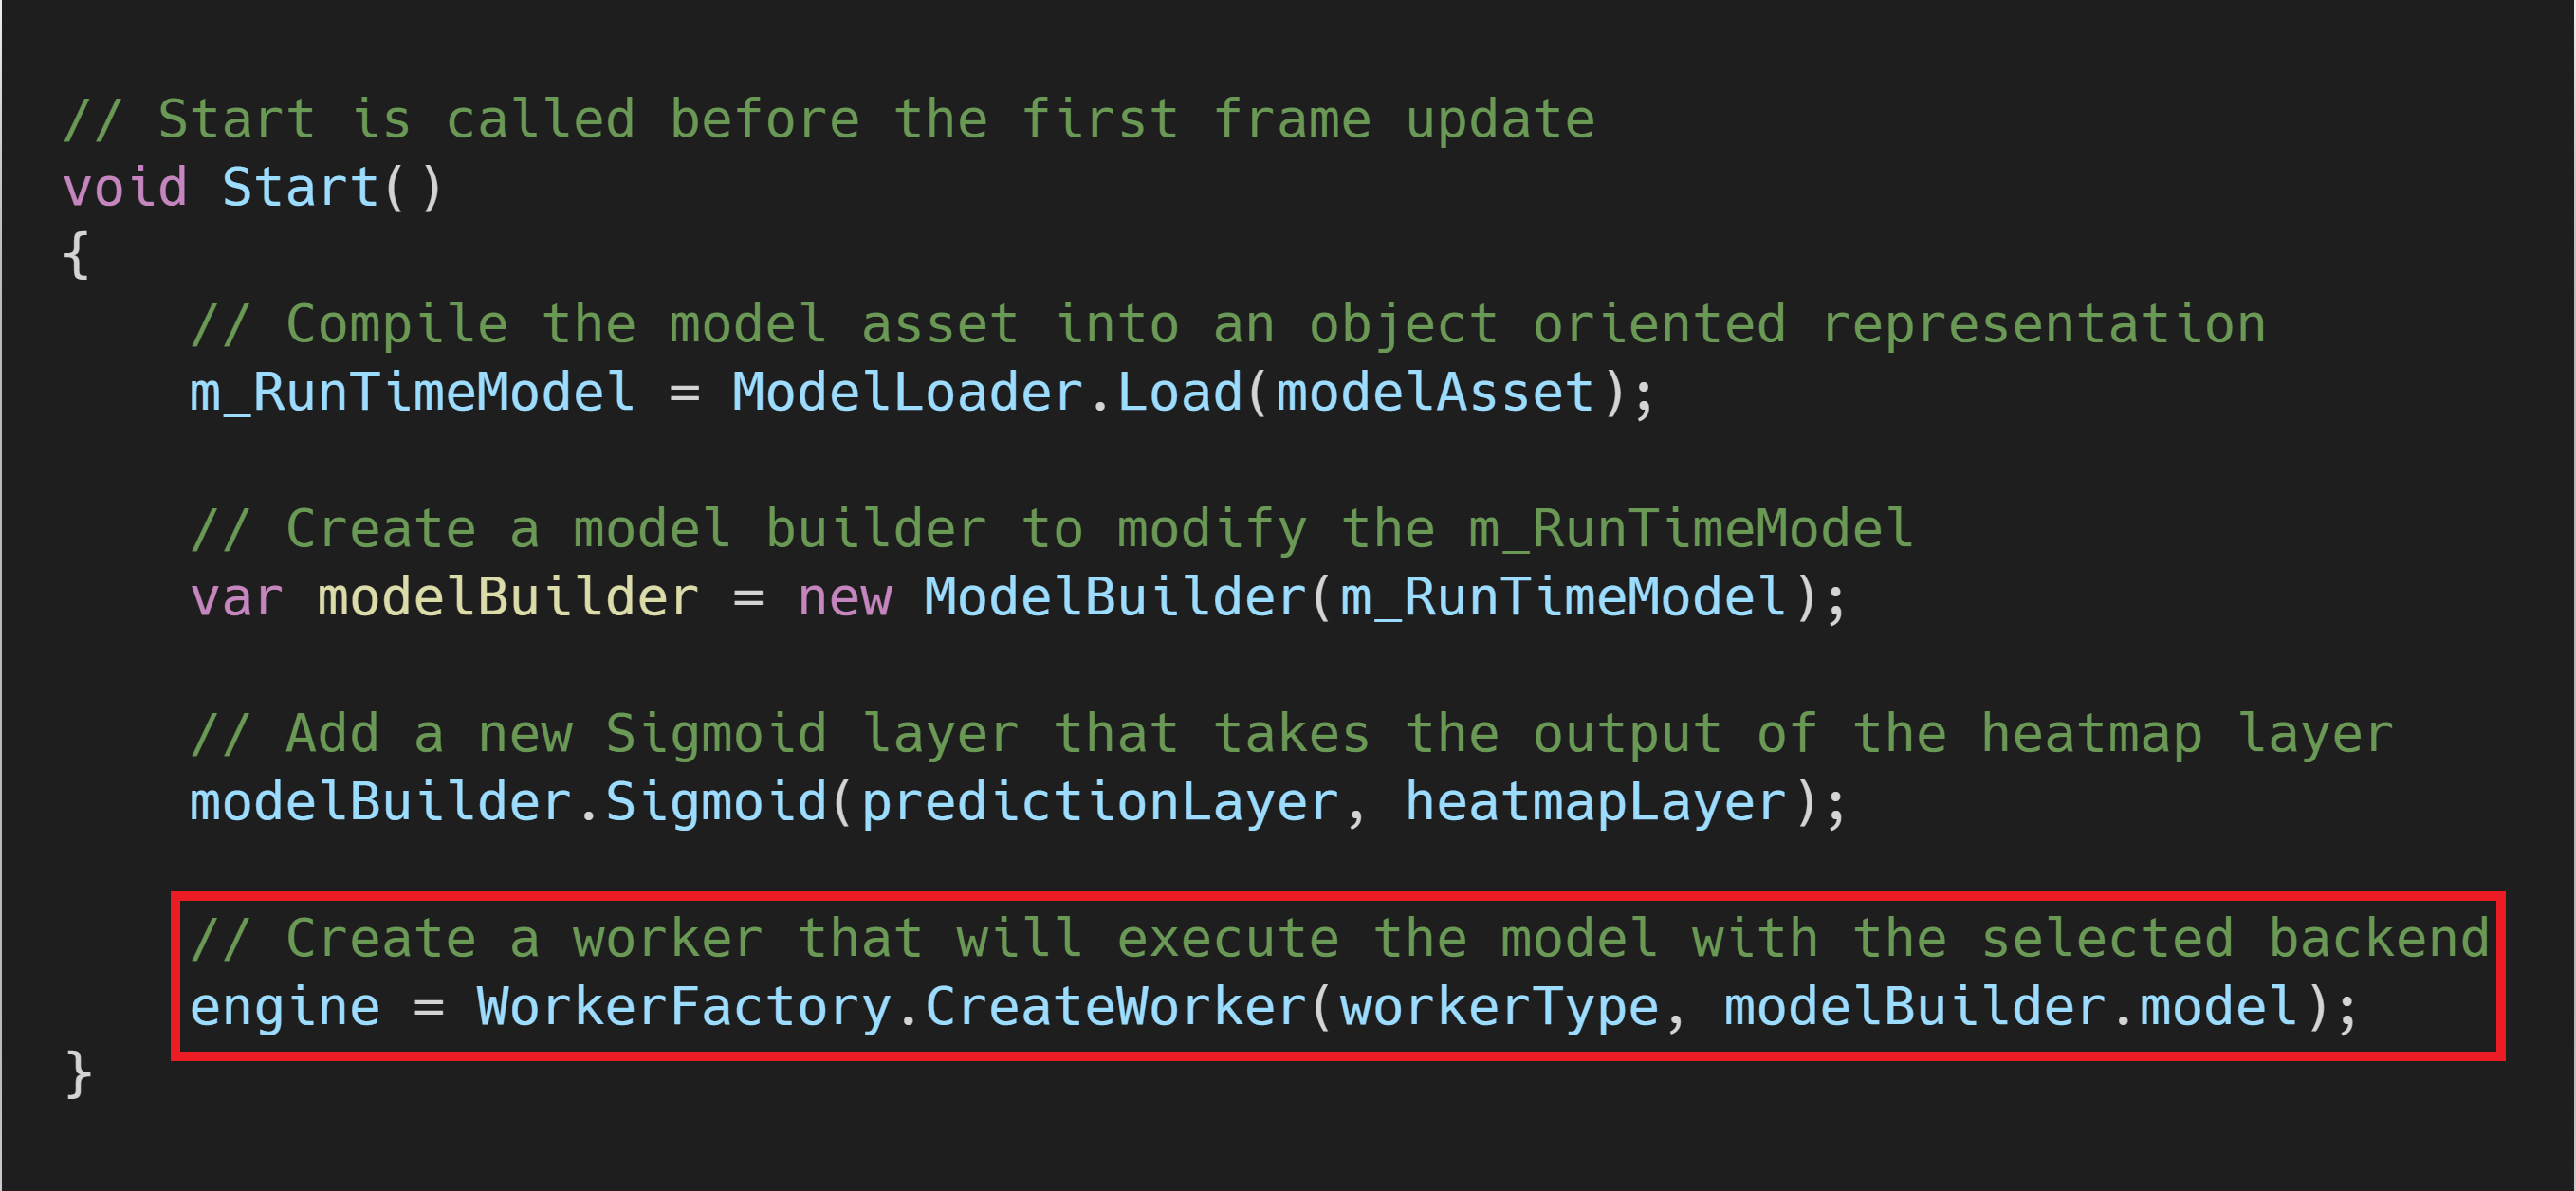 // Start is called before the first frame update
void Start()
{
    // Compile the model asset into an object oriented representation
    m_RunTimeModel = ModelLoader.Load(modelAsset);
    // Create a model builder to modify the m_RunTimeModel
    var modelBuilder = new ModelBuilder(m_RunTimeModel);
    // Add a new Sigmoid layer that takes the output of the heatmap layer
    modelBuilder.Sigmoid(predictionLayer, heatmapLayer);
    // Create a worker that will execute the model with the selected backend
    engine = WorkerFactory.CreateWorker(workerType, modelBuilder.model);
}